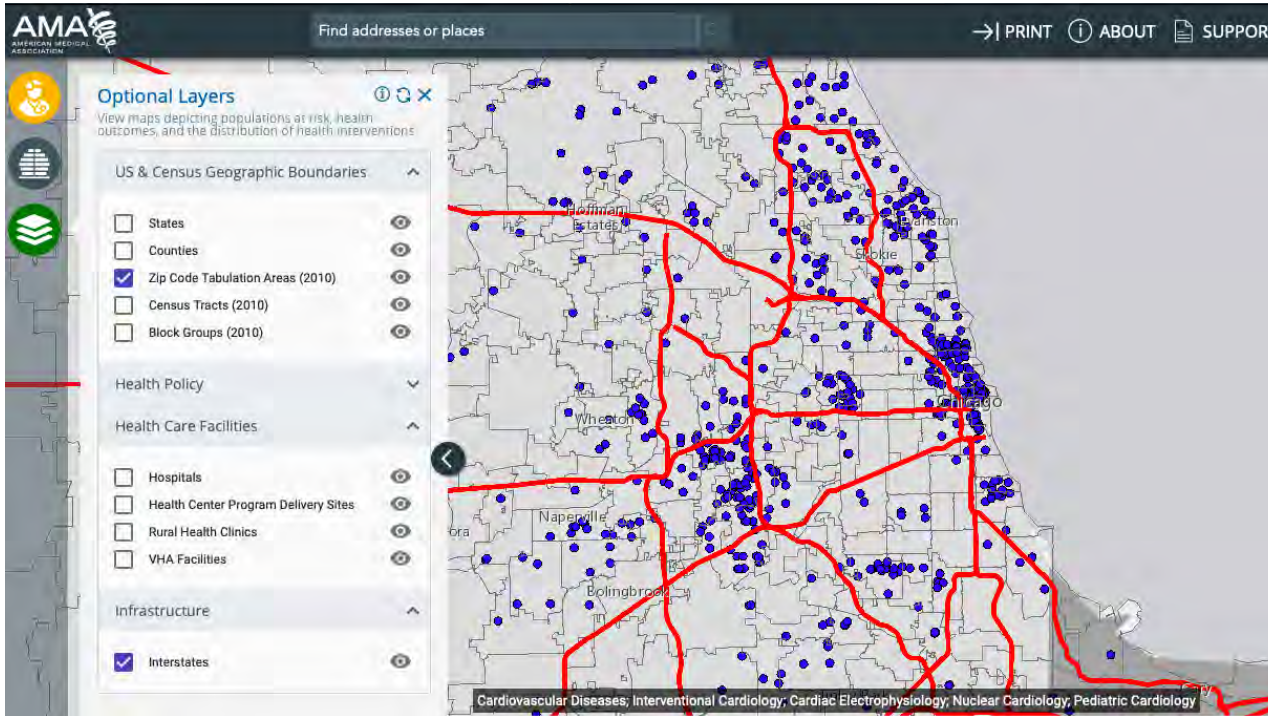 AMA
AMERICAN MEDICAL
ASSOCIATION
Find addresses or places
PRINT
ABOUT
SUPPOR
Optional Layers
View maps depicting populations at risk, health
outcomes, and the distribution of health interventions
US & Census Geographic Boundaries
States
Counties
Zip Code Tabulation Areas (2010)
Census Tracts (2010)
Block Groups (2010)
Health Policy
Health Care Facilities
Hospitals
Health Center Program Delivery Sites
Rural Health Clinics
VHA Facilities
Infrastructure
Interstates
Hoffman
Estates
Evanston
Skokie
Chicago
Wheaton
Naperville
ora
Bolingbrook
Gary
Cardiovascular Diseases; Interventional Cardiology; Cardiac Electrophysiology; Nuclear Cardiology; Pediatric Cardiology